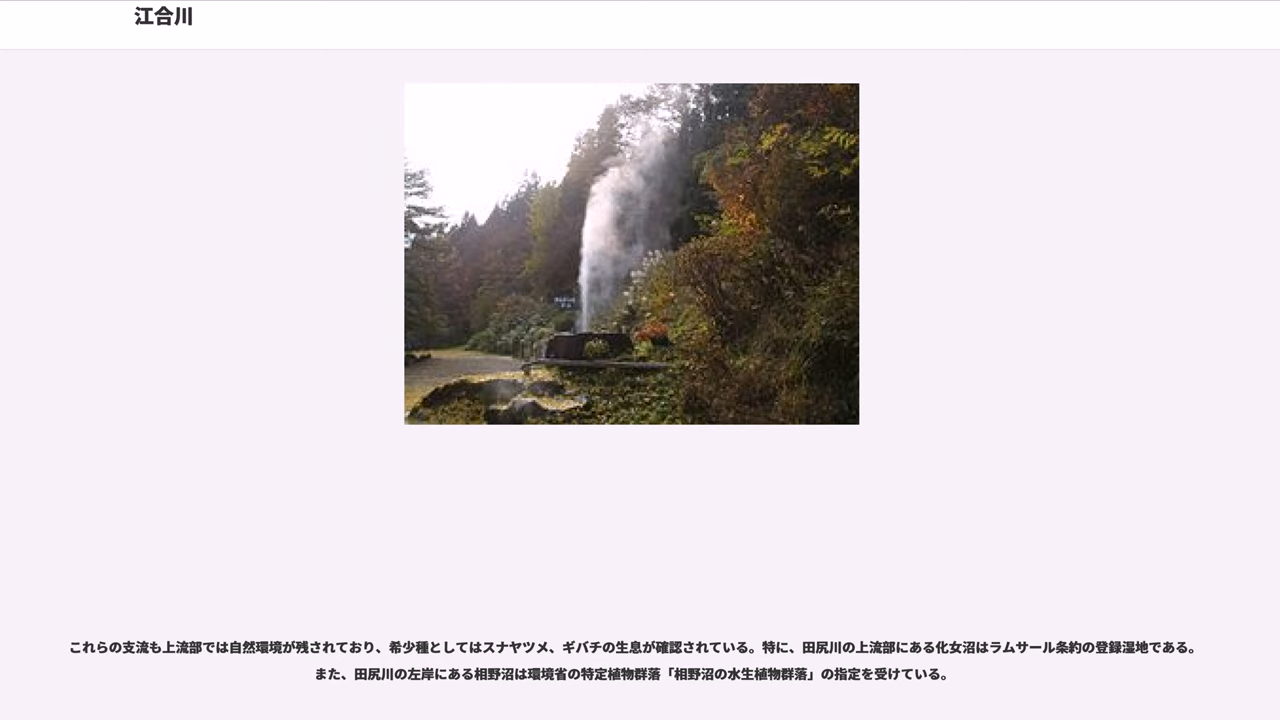 江合川
これらの支流も上流部では自然環境が残されており、希少種としてはスナヤツメ、ギバチの生息が確認されている。特に、田尻川の上流部にある化女沼はラムサール条約の登録湿地である。
また、田尻川の左岸にある相野沼は環境省の特定植物群落「相野沼の水生植物群落」の指定を受けている。